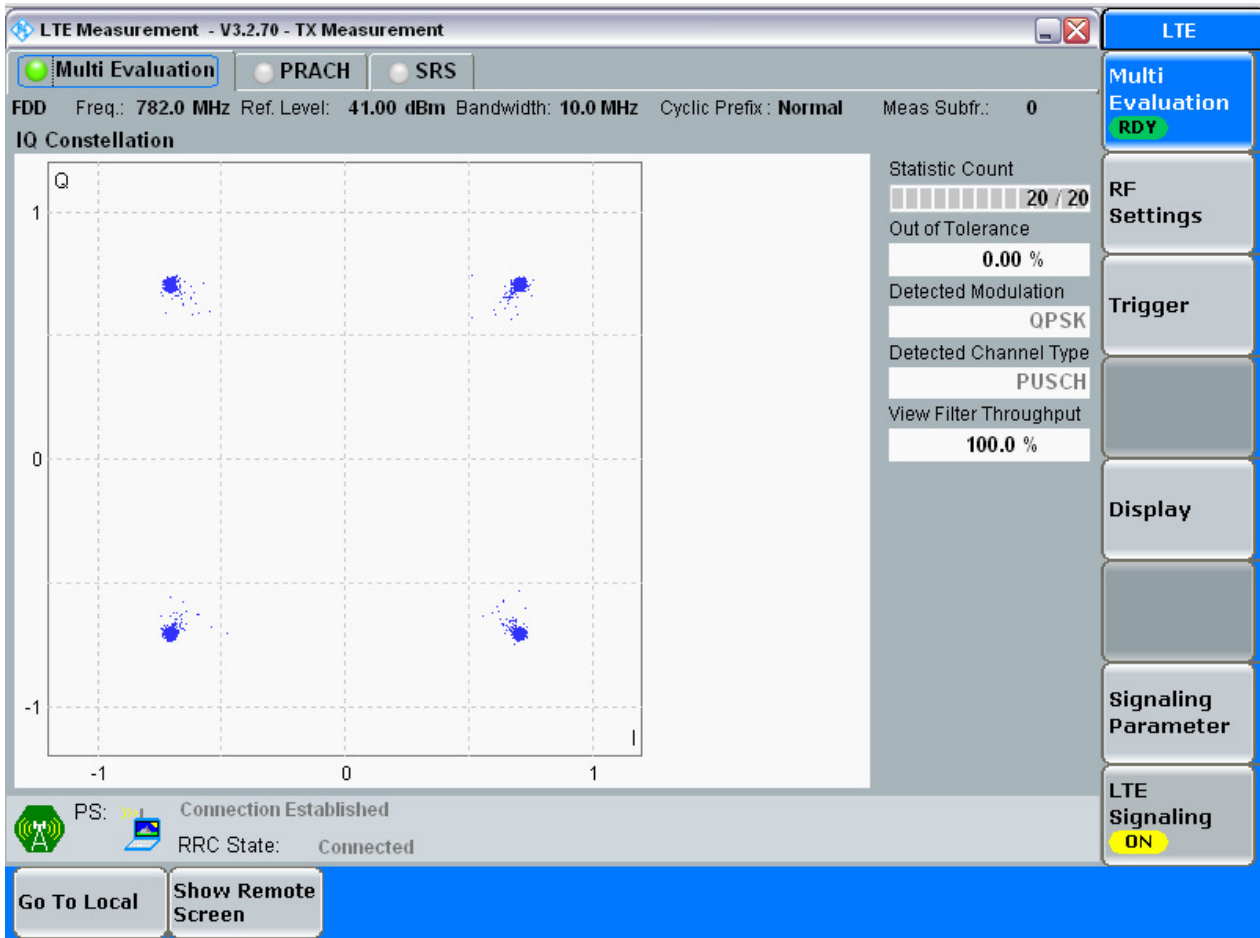 LTE Measurement - V3.2.70 - TX Measurement
LTE
Multi Evaluation PRACH SRS
FDD Freq.: 782.0 MHz Ref. Level: 41.00 dBm Bandwidth: 10.0 MHz Cyclic Prefix : Normal Meas Subfr.: 0
IQ Constellation
Q
1
0
-1
I
-1 0 1
Statistic Count
20 / 20
Out of Tolerance
0.00 %
Detected Modulation
QPSK
Detected Channel Type
PUSCH
View Filter Throughput
100.0 %
Multi
Evaluation
RDY
RF
Settings
Trigger
Display
Signaling
Parameter
LTE
Signaling
ON
PS: Connection Established
RRC State: Connected
Go To Local
Show Remote
Screen